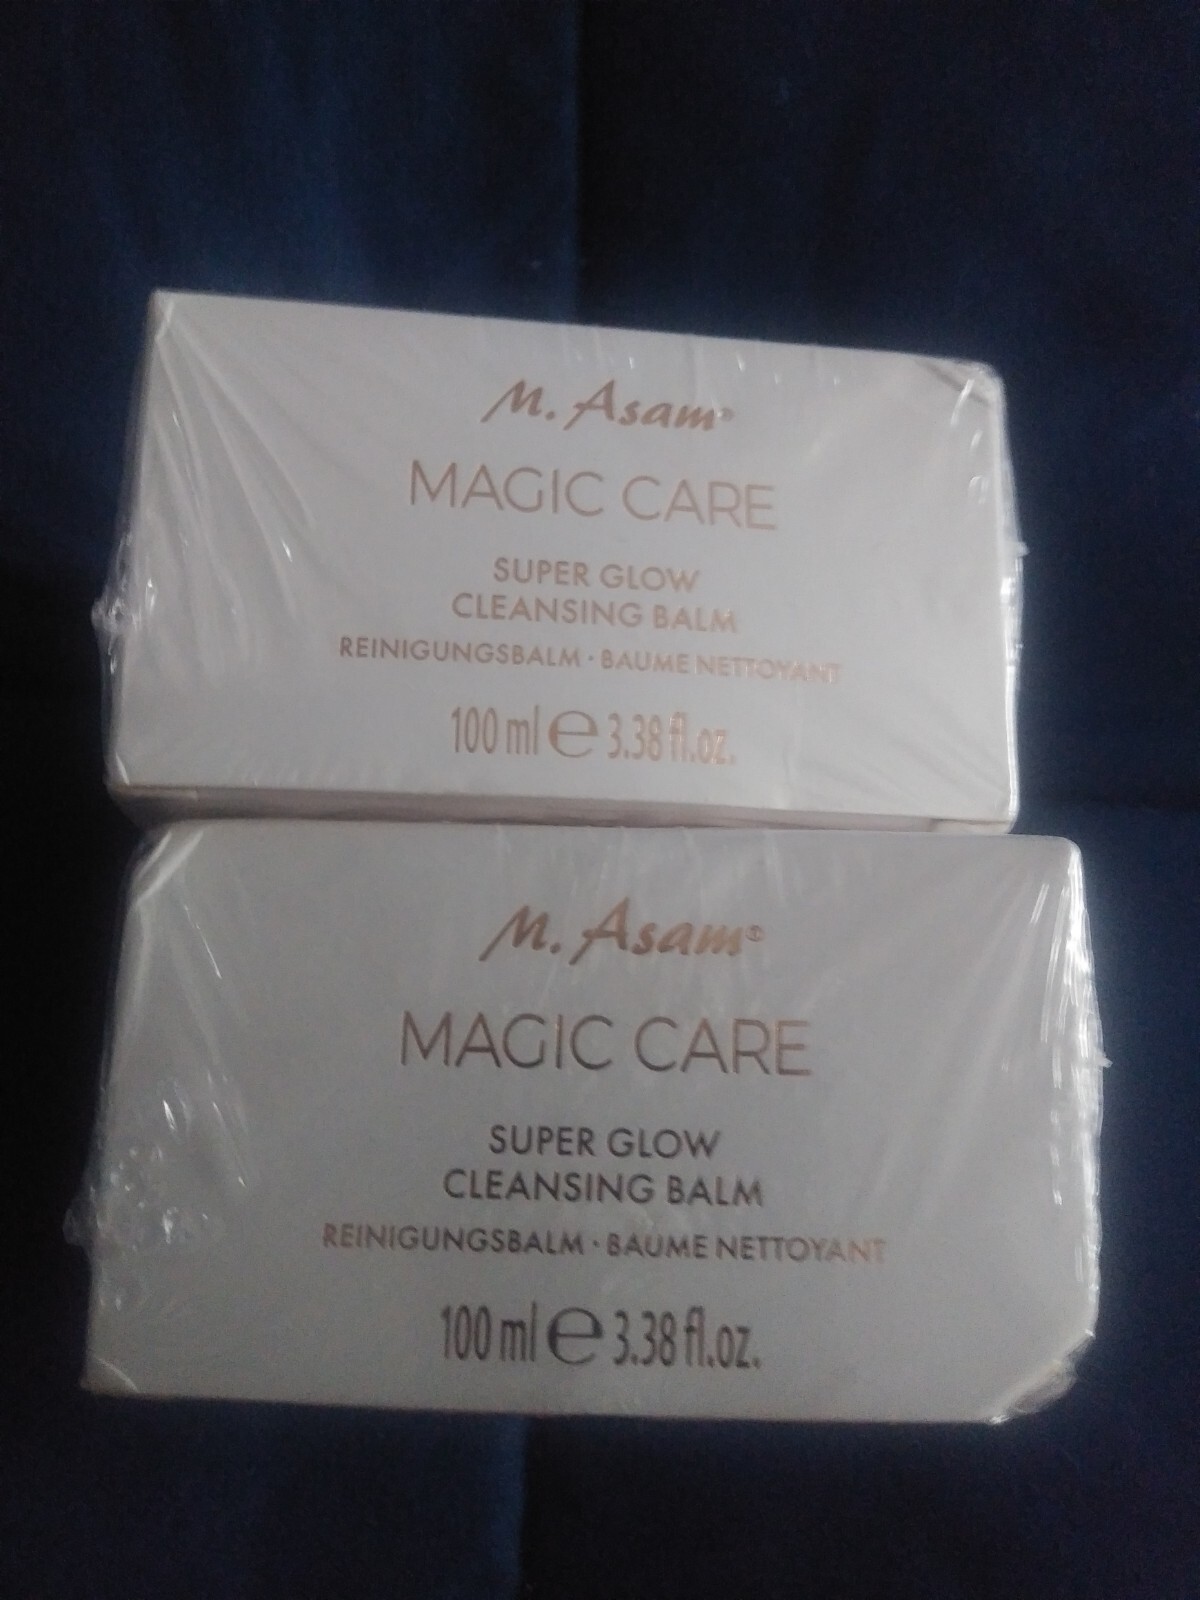 M. Asam®
MAGIC CARE
SUPER GLOW
CLEANSING BALM
REINIGUNGSBALM · BAUME NETTOYANT
100 ml e 3.38 fl.oz.
M. Asam®
MAGIC CARE
SUPER GLOW
CLEANSING BALM
REINIGUNGSBALM · BAUME NETTOYANT
100 ml e 3.38 fl.oz.